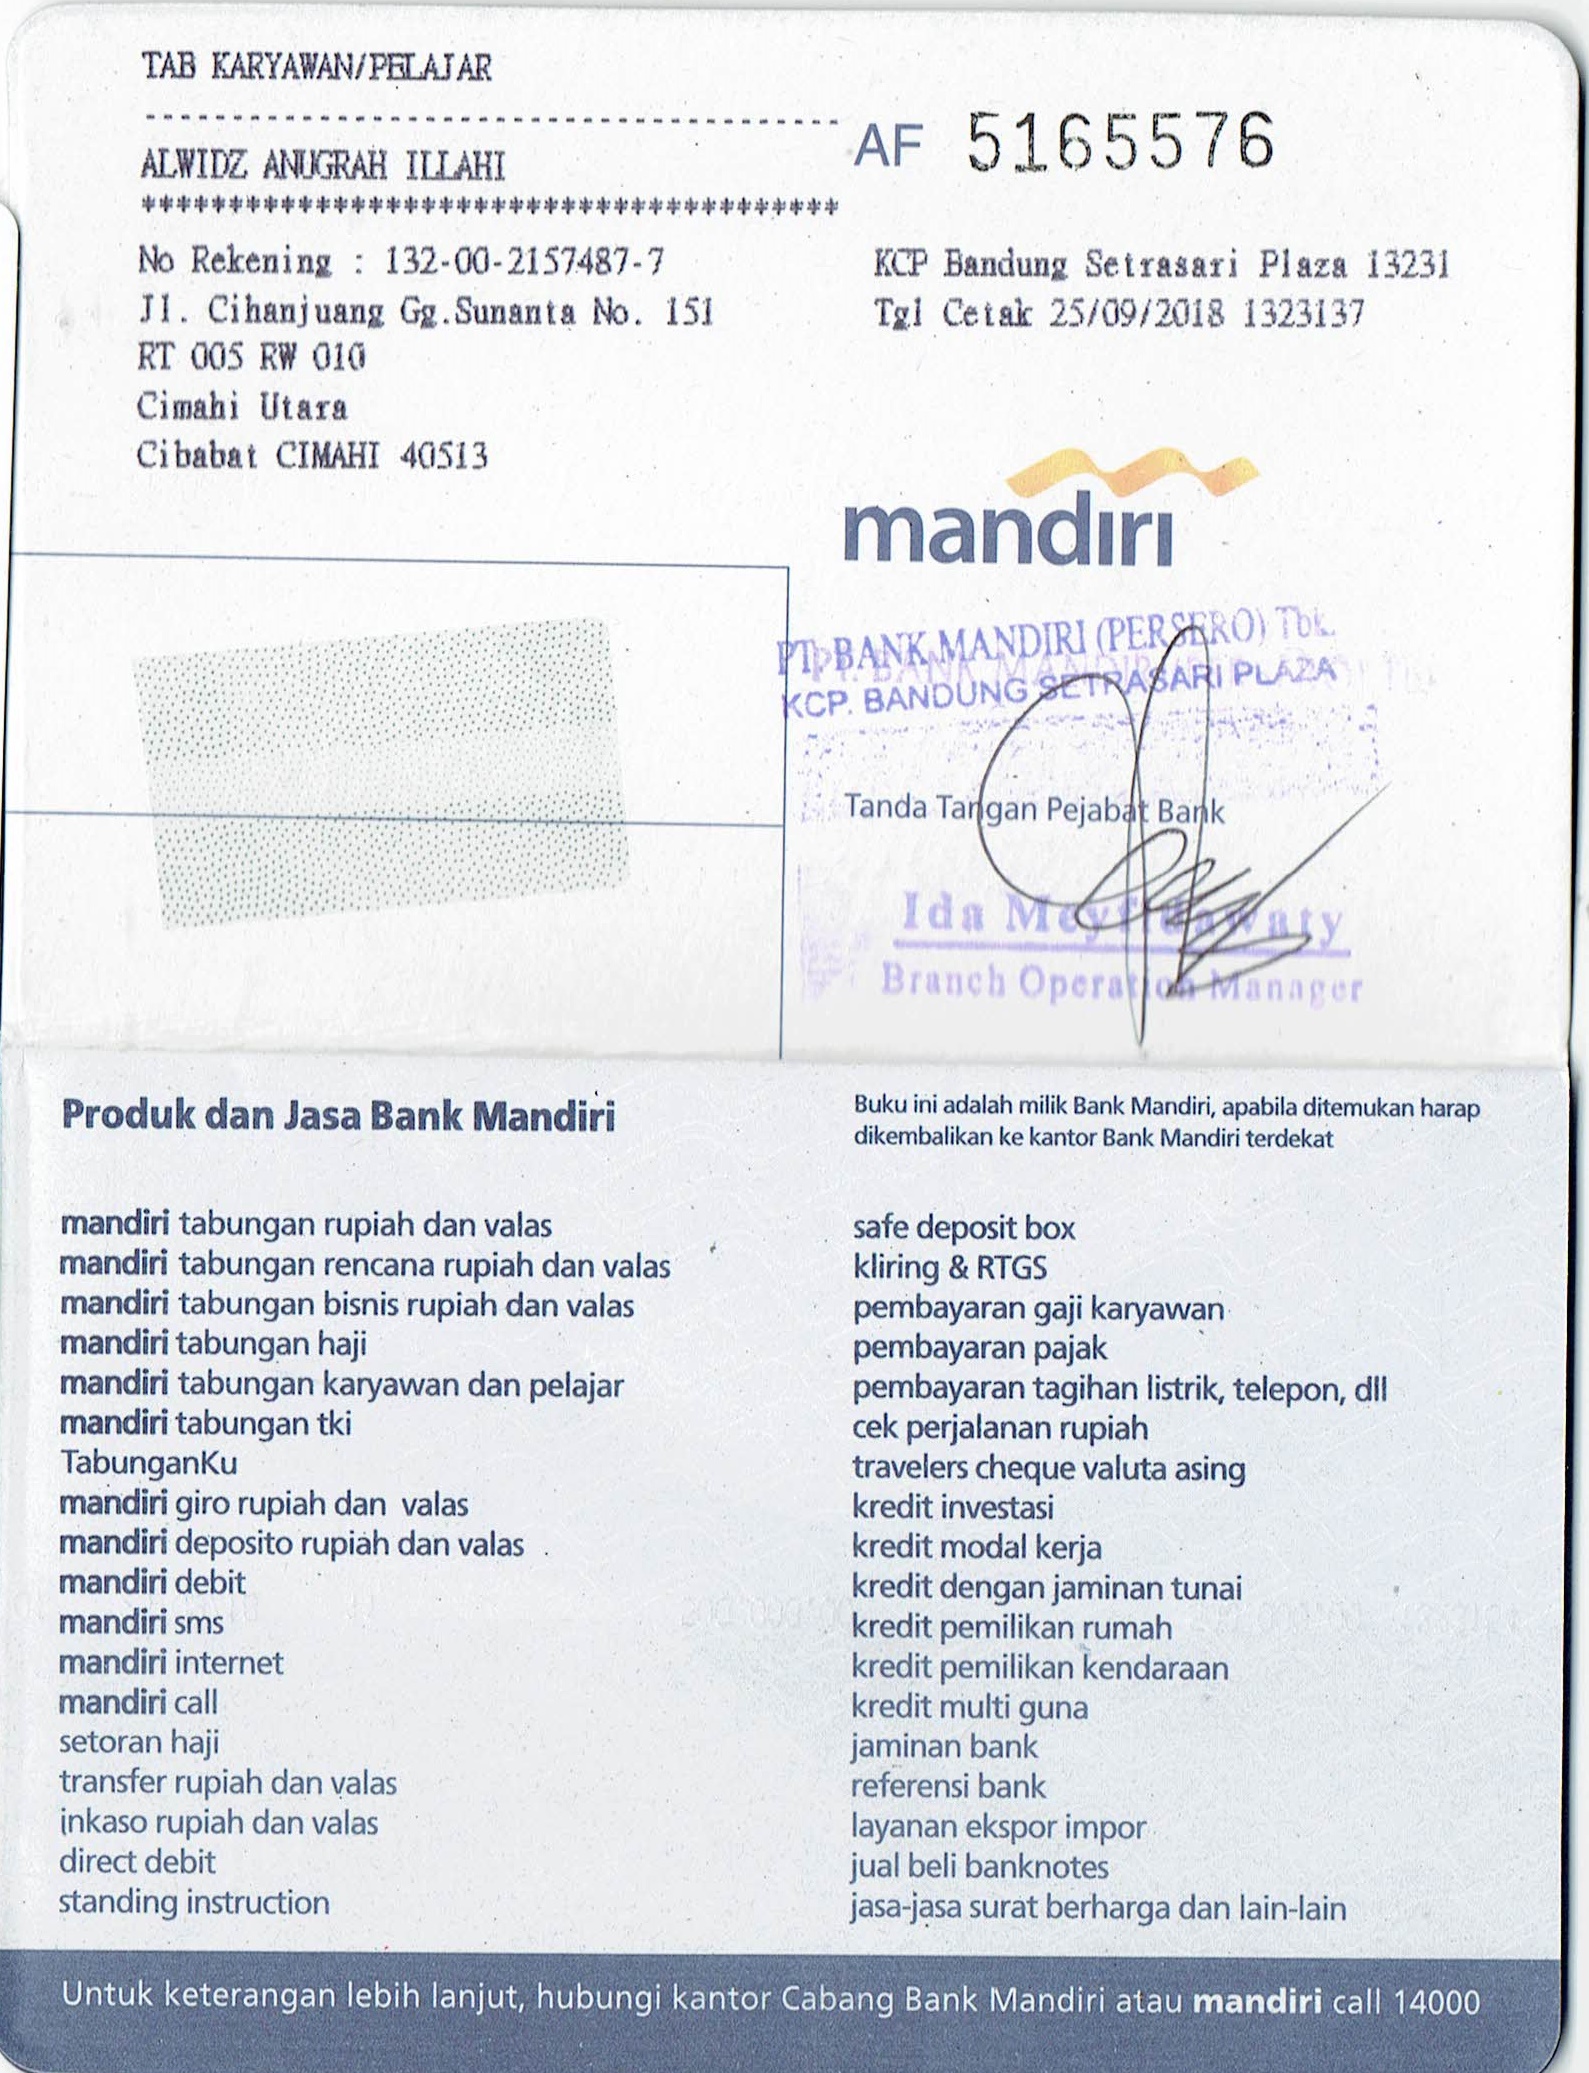 TAB KARYAWAN/PELAJAR
----------------------------------------
AF 5165576
ALWIDZ ANUGRAH ILLAHI
****************************************
No Rekening : 132-00-2157487-7
Jl. Cihanjuang Gg.Sunanta No. 151
RT 005 RW 010
Cimahi Utara
Cibabat CIMAHI 40513
KCP Bandung Setrasari Plaza 13231
Tgl Cetak 25/09/2018 1323137
mandiri
PT. BANK MANDIRI (PERSERO) Tbk.
KCP. BANDUNG SETRASARI PLAZA
Tanda Tangan Pejabat Bank
Ida Meyfidawaty
Branch Operation Manager
Produk dan Jasa Bank Mandiri
mandiri tabungan rupiah dan valas
mandiri tabungan rencana rupiah dan valas
mandiri tabungan bisnis rupiah dan valas
mandiri tabungan haji
mandiri tabungan karyawan dan pelajar
mandiri tabungan tki
TabunganKu
mandiri giro rupiah dan valas
mandiri deposito rupiah dan valas
mandiri debit
mandiri sms
mandiri internet
mandiri call
setoran haji
transfer rupiah dan valas
inkaso rupiah dan valas
direct debit
standing instruction
Buku ini adalah milik Bank Mandiri, apabila ditemukan harap
dikembalikan ke kantor Bank Mandiri terdekat
safe deposit box
kliring & RTGS
pembayaran gaji karyawan
pembayaran pajak
pembayaran tagihan listrik, telepon, dll
cek perjalanan rupiah
travelers cheque valuta asing
kredit investasi
kredit modal kerja
kredit dengan jaminan tunai
kredit pemilikan rumah
kredit pemilikan kendaraan
kredit multi guna
jaminan bank
referensi bank
layanan ekspor impor
jual beli banknotes
jasa-jasa surat berharga dan lain-lain
Untuk keterangan lebih lanjut, hubungi kantor Cabang Bank Mandiri atau mandiri call 14000